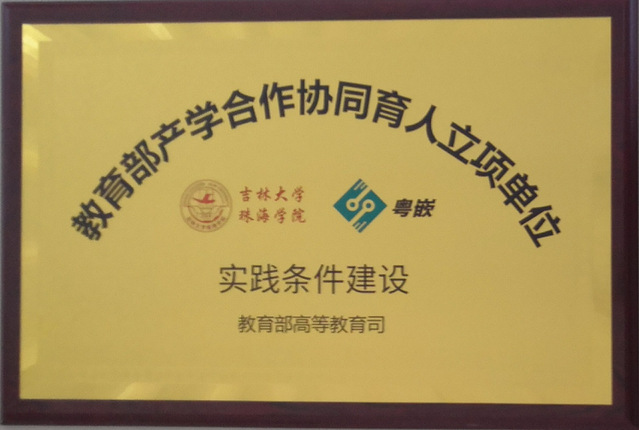 教育部产学合作协同育人立项单位
吉林大学
珠海学院
粤嵌
实践条件建设
教育部高等教育司